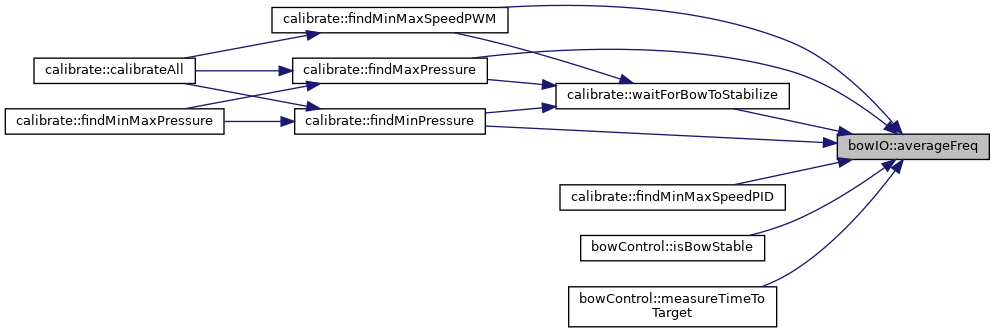 calibrate::findMinMaxSpeedPWM
calibrate::calibrateAll
calibrate::findMaxPressure
calibrate::waitForBowToStabilize
calibrate::findMinMaxPressure
calibrate::findMinPressure
bowIO::averageFreq
calibrate::findMinMaxSpeedPID
bowControl::isBowStable
bowControl::measureTimeTo
Target